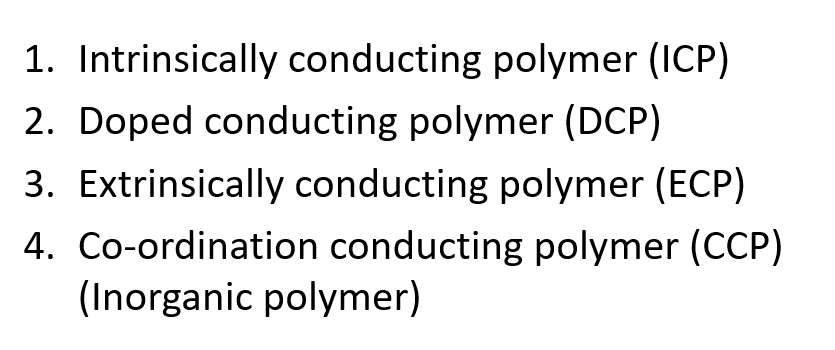 1. Intrinsically conducting polymer (ICP)
2. Doped conducting polymer (DCP)
3. Extrinsically conducting polymer (ECP)
4. Co-ordination conducting polymer (CCP)
(Inorganic polymer)